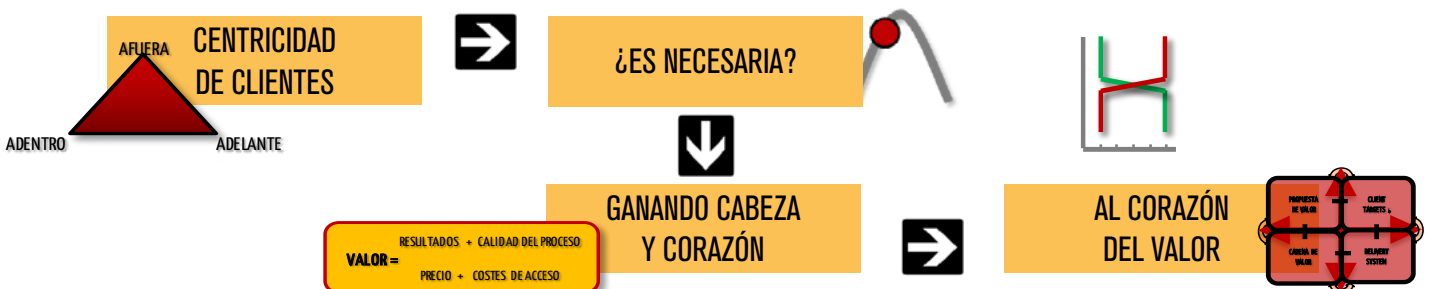 CENTRICIDAD
DE CLIENTES
AFUERA
ADENTRO
ADELANTE
¿ES NECESARIA?
GANANDO CABEZA
Y CORAZÓN
VALOR =
RESULTADOS + CALIDAD DEL PROCESO
PRECIO + COSTES DE ACCESO
AL CORAZÓN
DEL VALOR
PROPUESTA
DE VALOR
CLIENT
TARGETS
CADENA DE
VALOR
DELIVERY
SYSTEM